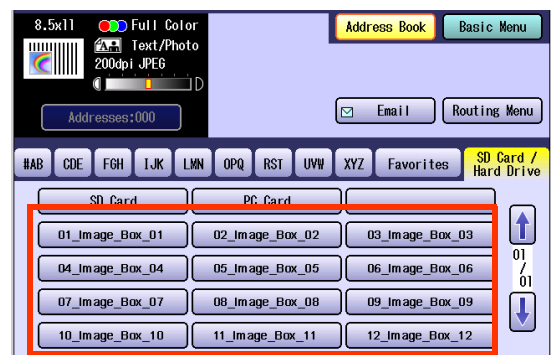 8.5x11 Full Color
A Text/Photo
200dpi JPEG
Addresses:000
Address Book Basic Menu
Email Routing Menu
#AB CDE FGH IJK LMN OPQ RST UVW XYZ Favorites SD Card / Hard Drive
SD Card PC Card
01_Image_Box_01 02_Image_Box_02 03_Image_Box_03
04_Image_Box_04 05_Image_Box_05 06_Image_Box_06
07_Image_Box_07 08_Image_Box_08 09_Image_Box_09
10_Image_Box_10 11_Image_Box_11 12_Image_Box_12
01
/
01